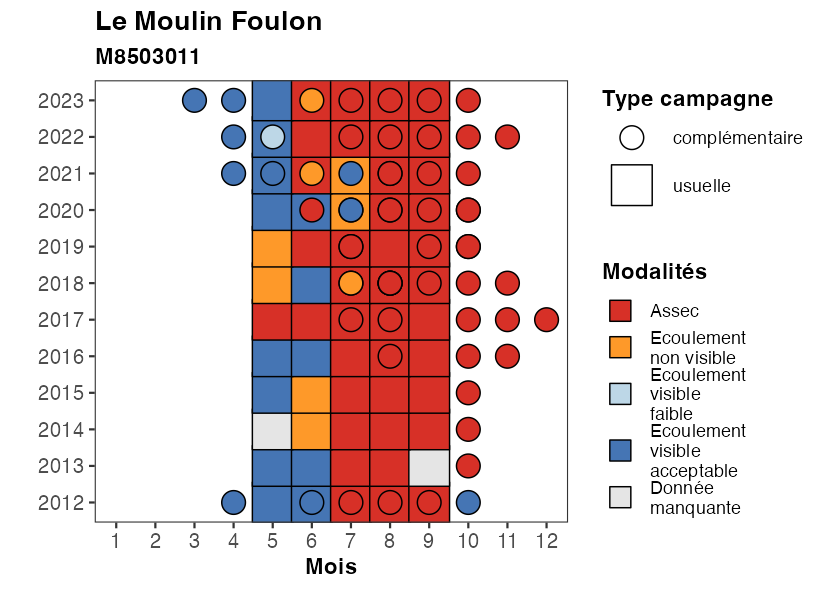 Le Moulin Foulon
M8503011
2023
2022
2021
2020
2019
2018
2017
2016
2015
2014
2013
2012
1 2 3 4 5 6 7 8 9 10 11 12
Mois
Type campagne
complémentaire
usuelle
Modalités
Assec
Ecoulement
non visible
Ecoulement
visible
faible
Ecoulement
visible
acceptable
Donnée
manquante